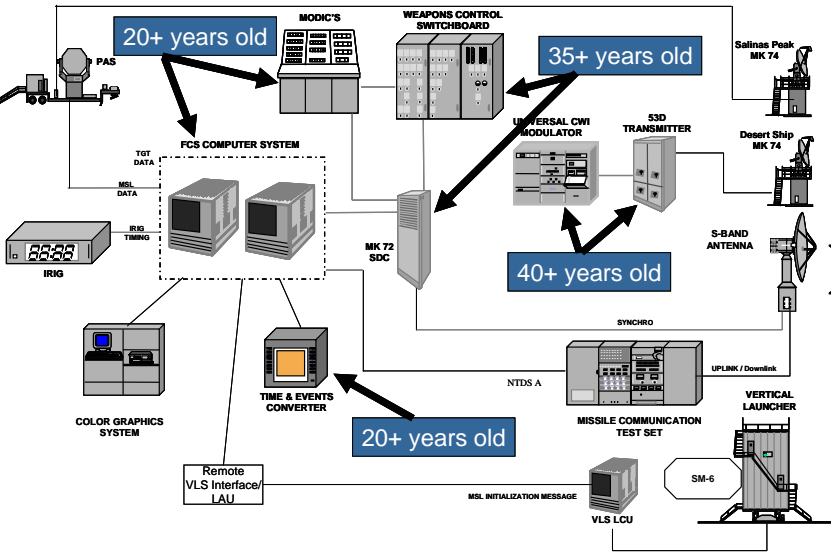 MODIC'S
WEAPONS CONTROL
SWITCHBOARD
20+ years old
35+ years old
PAS
Salinas Peak
MK 74
UNIVERSAL CWI
MODULATOR
53D
TRANSMITTER
Desert Ship
MK 74
TGT
DATA
FCS COMPUTER SYSTEM
MSL
DATA
IRIG
TIMING
IRIG
MK 72
SDC
S-BAND
ANTENNA
40+ years old
SYNCHRO
NTDS A
UPLINK / Downlink
TIME & EVENTS
CONVERTER
COLOR GRAPHICS
SYSTEM
MISSILE COMMUNICATION
TEST SET
VERTICAL
LAUNCHER
20+ years old
Remote
VLS Interface/
LAU
MSL INITIALIZATION MESSAGE
SM-6
VLS LCU